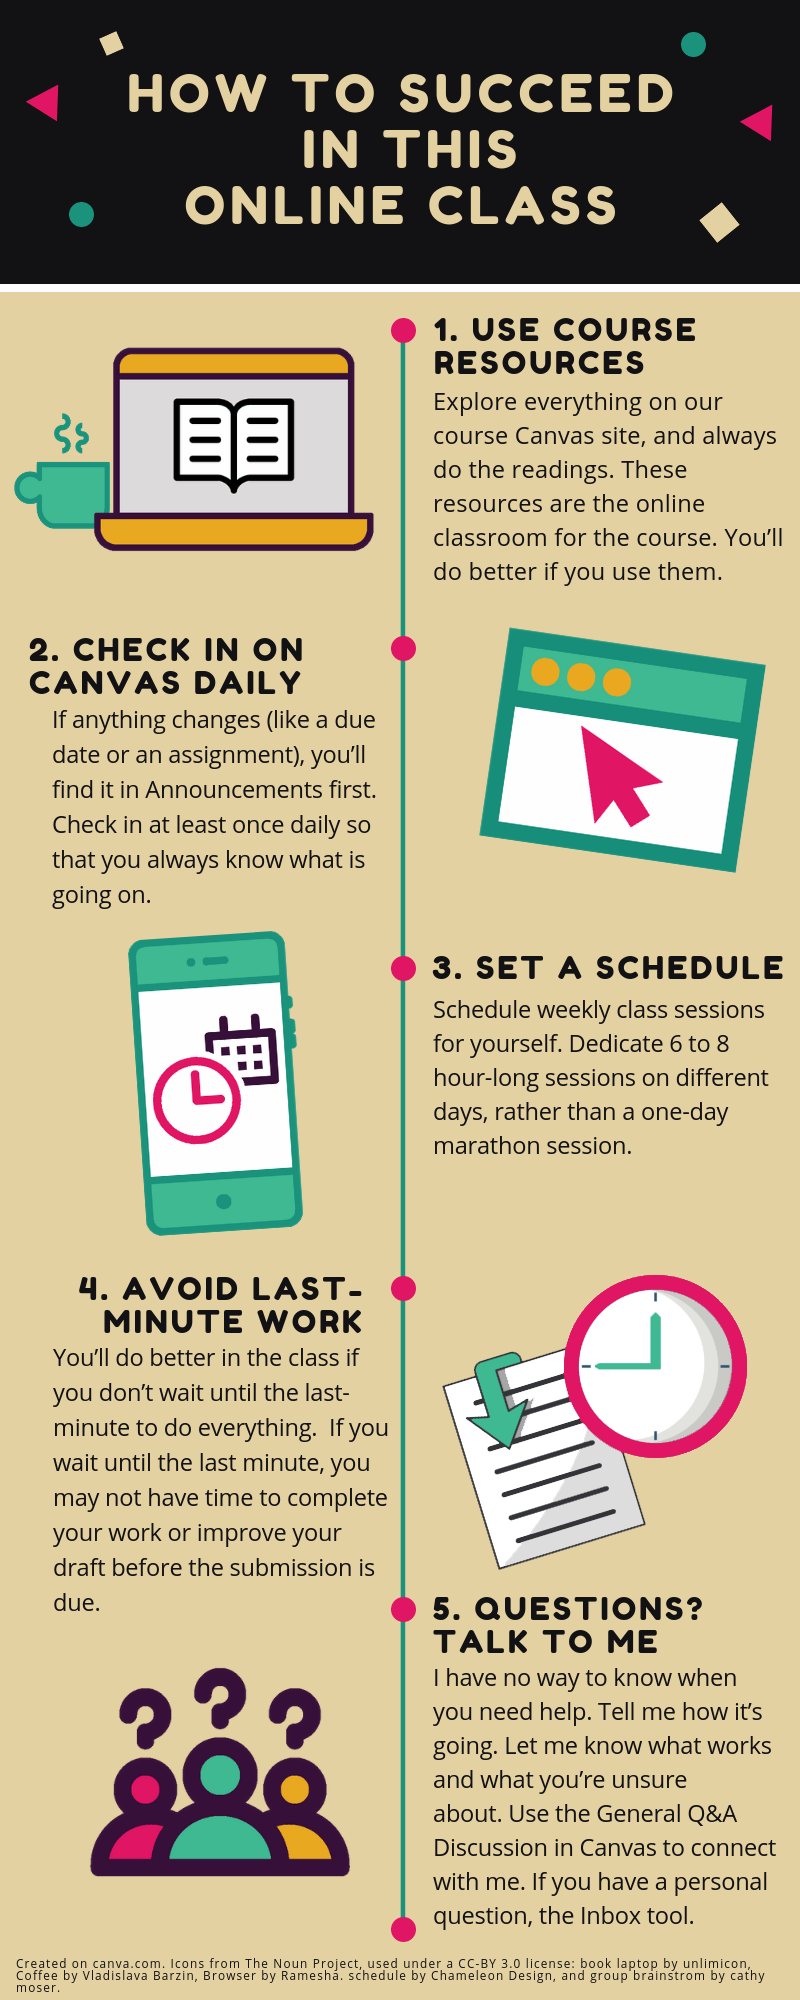 HOW TO SUCCEED
IN THIS
ONLINE CLASS
1. USE COURSE
RESOURCES
Explore everything on our
course Canvas site, and always
do the readings. These
resources are the online
classroom for the course. You’ll
do better if you use them.
2. CHECK IN ON
CANVAS DAILY
If anything changes (like a due
date or an assignment), you’ll
find it in Announcements first.
Check in at least once daily so
that you always know what is
going on.
3. SET A SCHEDULE
Schedule weekly class sessions
for yourself. Dedicate 6 to 8
hour-long sessions on different
days, rather than a one-day
marathon session.
4. AVOID LAST-
MINUTE WORK
You’ll do better in the class if
you don’t wait until the last-
minute to do everything.  If you
wait until the last minute, you
may not have time to complete
your work or improve your
draft before the submission is
due.
5. QUESTIONS?
TALK TO ME
I have no way to know when
you need help. Tell me how it’s
going. Let me know what works
and what you’re unsure
about. Use the General Q&A
Discussion in Canvas to connect
with me. If you have a personal
question, the Inbox tool.
Created on canva.com. Icons from The Noun Project, used under a CC-BY 3.0 license: book laptop by unlimicon,
Coffee by Vladislava Barzin, Browser by Ramesha. schedule by Chameleon Design, and group brainstrom by cathy
moser.